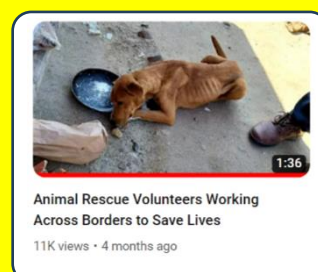 1:36
Animal Rescue Volunteers Working
Across Borders to Save Lives
11K views • 4 months ago